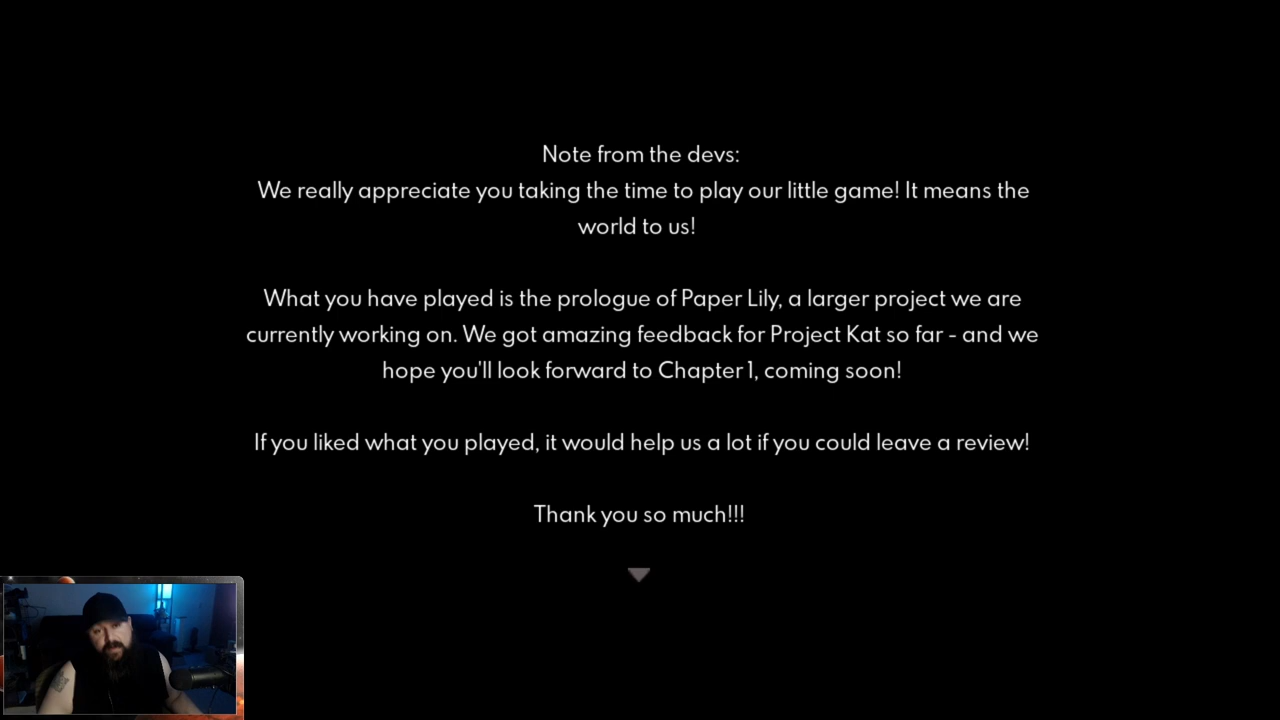 Note from the devs:
We really appreciate you taking the time to play our little game! It means the
world to us!
What you have played is the prologue of Paper Lily, a larger project we are
currently working on. We got amazing feedback for Project Kat so far - and we
hope you'll look forward to Chapter 1, coming soon!
If you liked what you played, it would help us a lot if you could leave a review!
Thank you so much!!!